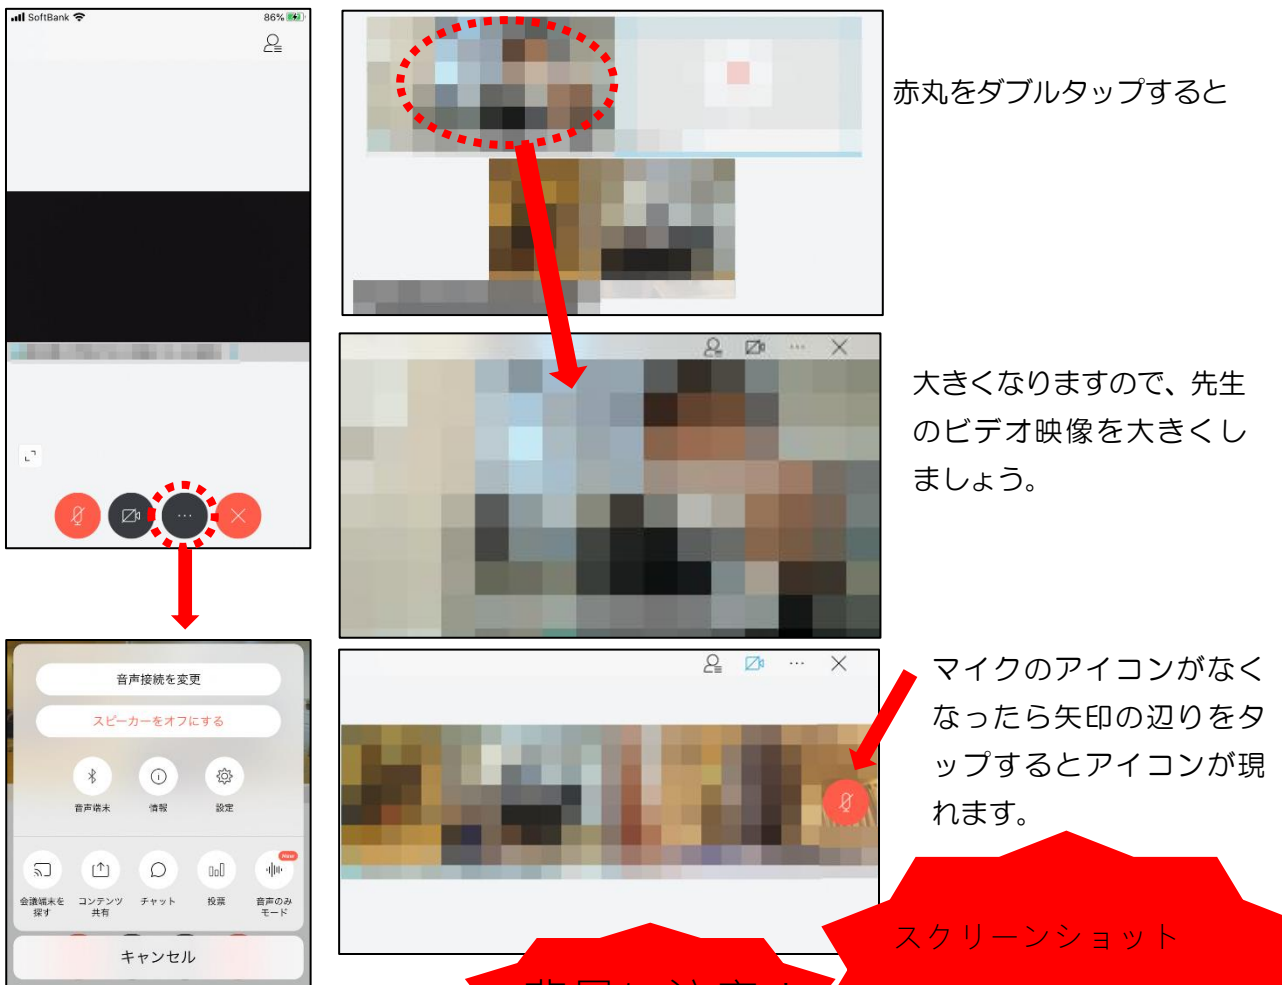 SoftBank 86%
赤丸をダブルタップすると
大きくなりますので、先生
のビデオ映像を大きくし
ましょう。
音声接続を変更
スピーカーをオフにする
音声端末 情報 設定
New
会議端末を
探す
コンテンツ
共有
チャット
投票
音声のみ
モード
キャンセル
マイクのアイコンがなく
なったら矢印の辺りをタ
ップするとアイコンが現
れます。
スクリーンショット